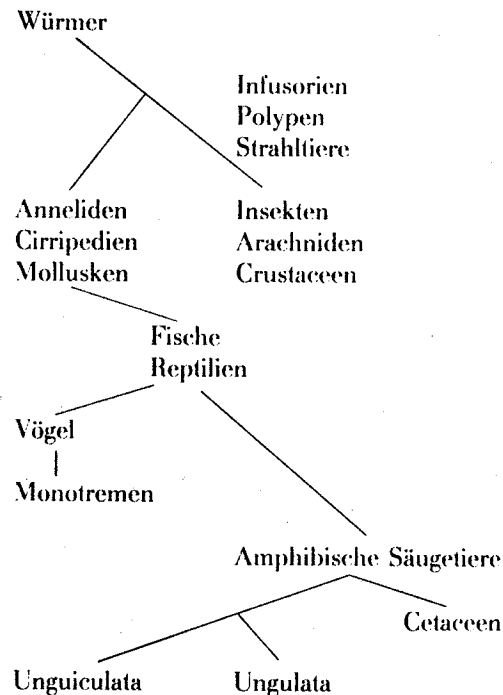 Würmer
Infusorien
Polypen
Strahltiere
Anneliden
Cirripedien
Mollusken
Insekten
Arachniden
Crustaceen
Fische
Reptilien
Vögel
Monotremen
Amphibische Säugetiere
Cetaceen
Unguiculata
Ungulata